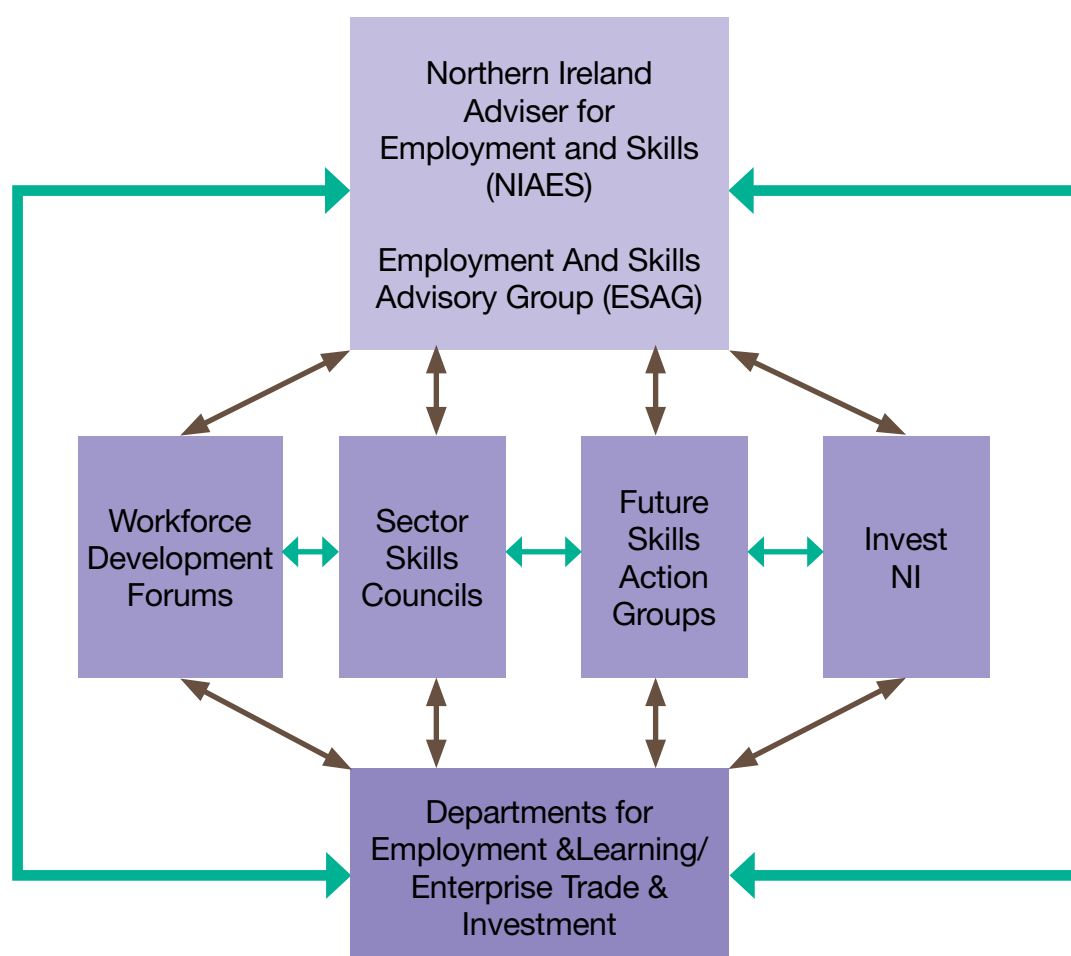 Northern Ireland
Adviser for
Employment and Skills
(NIAES)
Employment And Skills
Advisory Group (ESAG)
Workforce
Development
Forums
Sector
Skills
Councils
Future
Skills
Action
Groups
Invest
NI
Departments for
Employment &Learning/
Enterprise Trade &
Investment